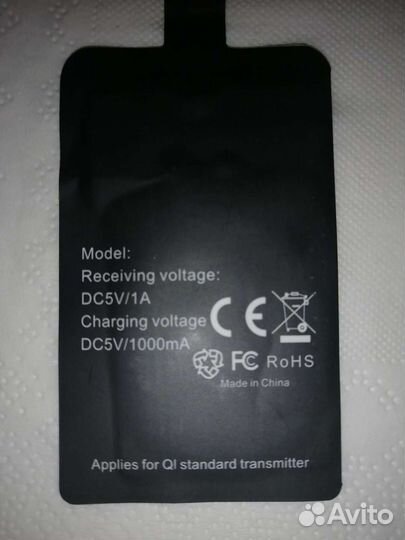 Model:
Receiving voltage:
DC5V/1A
Charging voltage
DC5V/1000mA
CE
FC RoHS
Made in China
Applies for QI standard transmitter
Avito